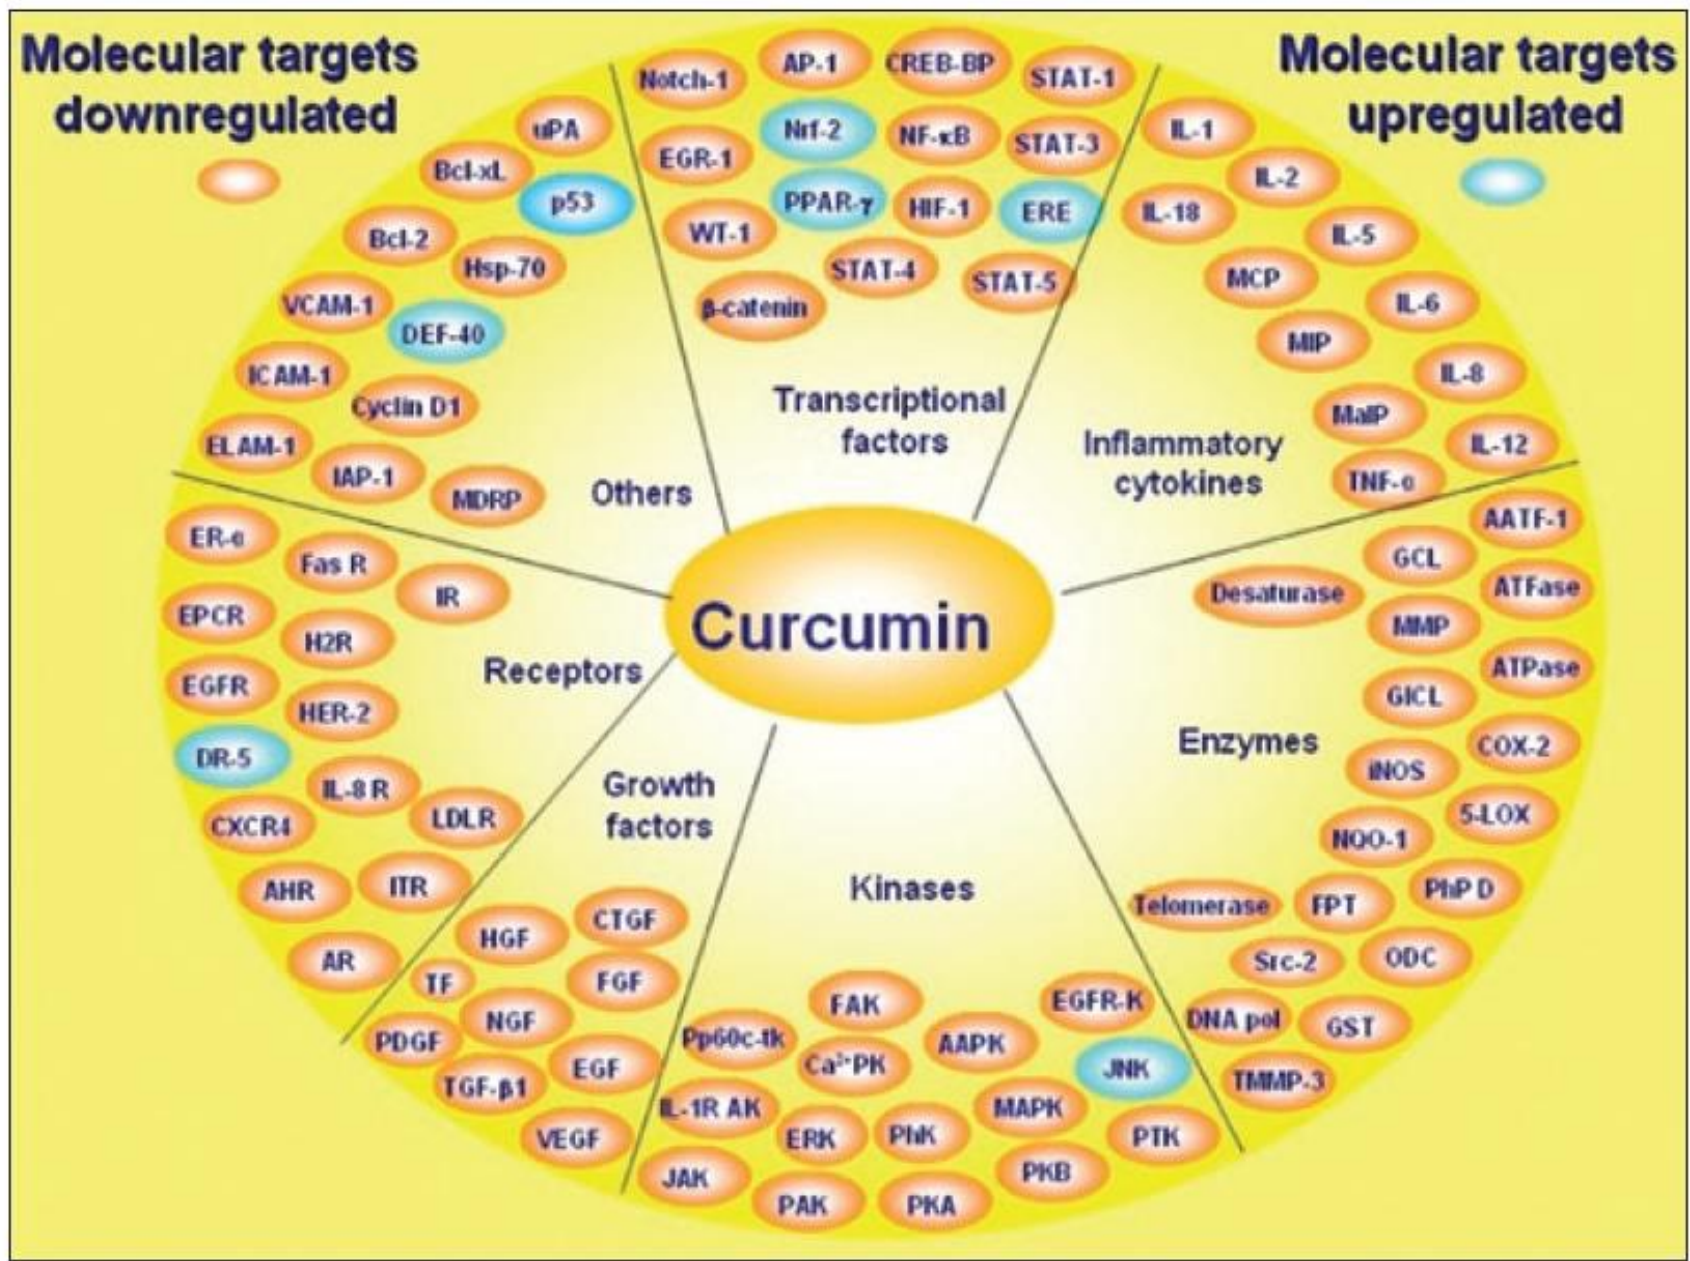 Molecular targets
downregulated
Molecular targets
upregulated
Notch-1
AP-1
CREB-BP
STAT-1
EGR-1
Nrf-2
NF-κB
STAT-3
WT-1
PPAR-γ
HIF-1
ERE
β-catenin
STAT-4
STAT-5
Transcriptional
factors
IL-1
IL-2
IL-18
IL-5
MCP
IL-6
MIP
IL-8
MaIP
IL-12
TNF-α
Inflammatory
cytokines
AATF-1
GCL
Desaturase
ATFase
MMP
ATPase
GICL
COX-2
iNOS
5-LOX
NQO-1
PhP D
FPT
Telomerase
Src-2
ODC
DNA pol
GST
TMMP-3
Enzymes
Kinases
FAK
EGFR-K
Pp60c-tk
Ca²⁺PK
AAPK
JNK
IL-1R AK
ERK
PhK
MAPK
PTK
JAK
PAK
PKA
PKB
Growth
factors
CTGF
HGF
TF
FGF
NGF
PDGF
EGF
TGF-β1
VEGF
Receptors
ER-α
Fas R
IR
EPCR
H2R
EGFR
HER-2
DR-5
IL-8 R
CXCR4
LDLR
AHR
ITR
AR
Others
uPA
Bcl-xL
p53
Bcl-2
Hsp-70
VCAM-1
DEF-40
ICAM-1
Cyclin D1
ELAM-1
IAP-1
MDRP
Curcumin